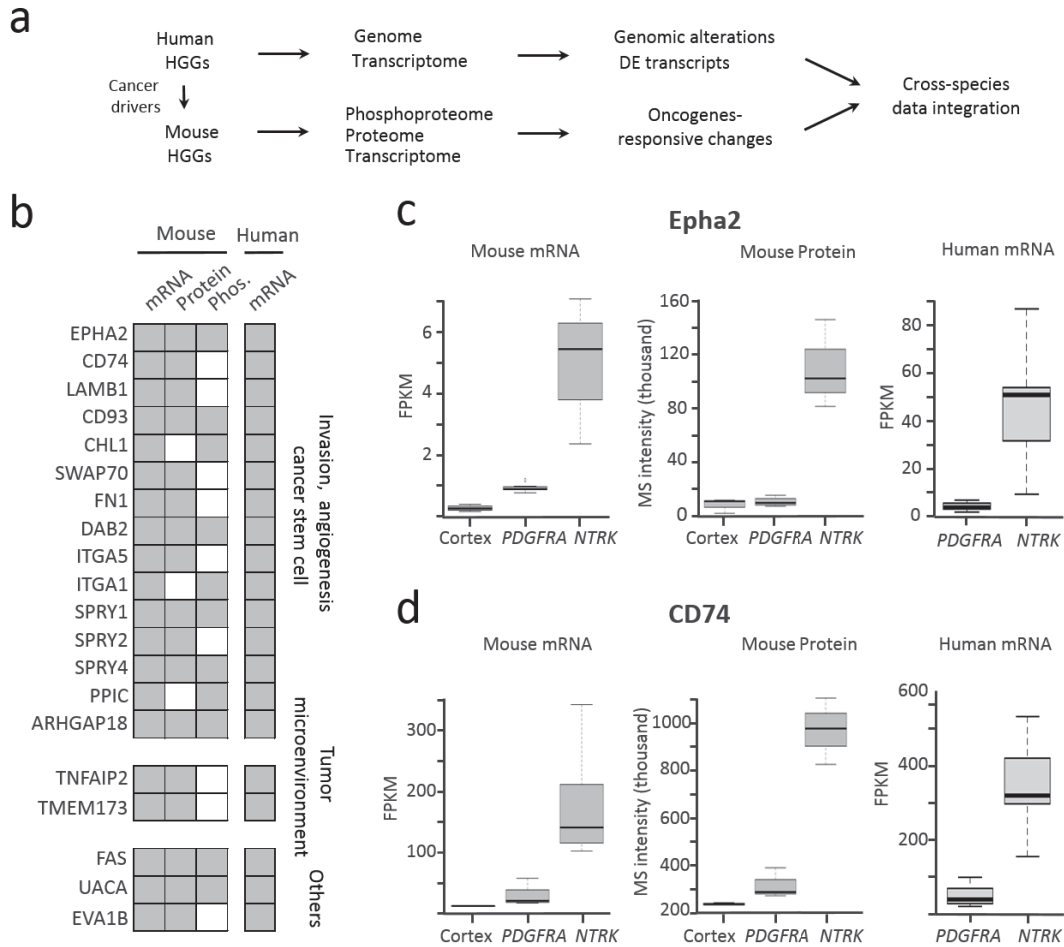 a
Human
HGGs
Cancer
drivers
Mouse
HGGs
Genome
Transcriptome
Phosphoproteome
Proteome
Transcriptome
Genomic alterations
DE transcripts
Oncogenes-
responsive changes
Cross-species
data integration
b
Mouse
Human
mRNA
Protein
Phos.
mRNA
EPHA2
CD74
LAMB1
CD93
CHL1
SWAP70
FN1
DAB2
ITGA5
ITGA1
SPRY1
SPRY2
SPRY4
PPIC
ARHGAP18
TNFAIP2
TMEM173
FAS
UACA
EVA1B
Invasion, angiogenesis
cancer stem cell
Tumor
microenvironment
Others
c
Epha2
Mouse mRNA
FPKM
6
4
2
Cortex PDGFRA NTRK
Mouse Protein
MS intensity (thousand)
160
120
80
40
0
Cortex PDGFRA NTRK
Human mRNA
FPKM
80
60
40
20
0
PDGFRA NTRK
d
CD74
Mouse mRNA
FPKM
300
200
100
Cortex PDGFRA NTRK
Mouse Protein
MS intensity (thousand)
1000
800
600
400
200
Cortex PDGFRA NTRK
Human mRNA
FPKM
600
400
200
PDGFRA NTRK